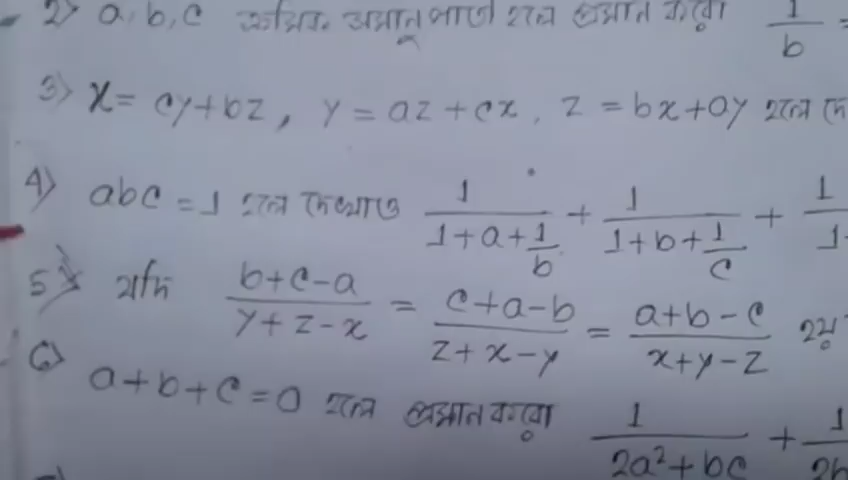 2) a, b, c ক্রমিক সমানুপাতী হলে প্রমান করো 1/b =
3) x = cy+bz, y = az+cx, z = bx+ay হলে দে
4) abc = 1 হলে দেখাও 1/(1+a+1/b) + 1/(1+b+1/c) + 1/1
5) যদি (b+c-a)/(y+z-x) = (c+a-b)/(z+x-y) = (a+b-c)/(x+y-z) হয়
6) a+b+c=0 হলে প্রমান করো 1/(2a²+bc) + 1/2b